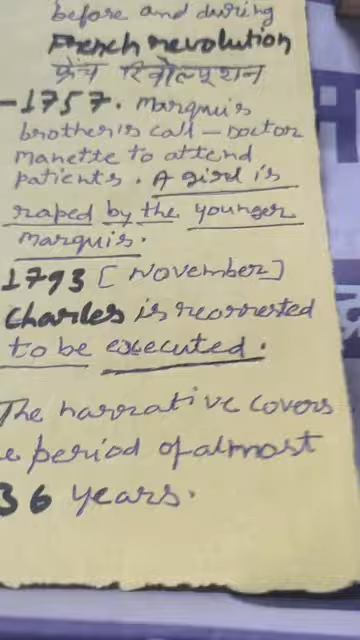 before and during
French revolution
फ्रेंच रिवोल्यूशन
-1757. Marquis
brothers call - Doctor
Manette to attend
patients. A girl is
raped by the younger
marquis.
1793 [November]
Charles is rearrested
to be executed.
The narrative covers
period of almost
36 years.